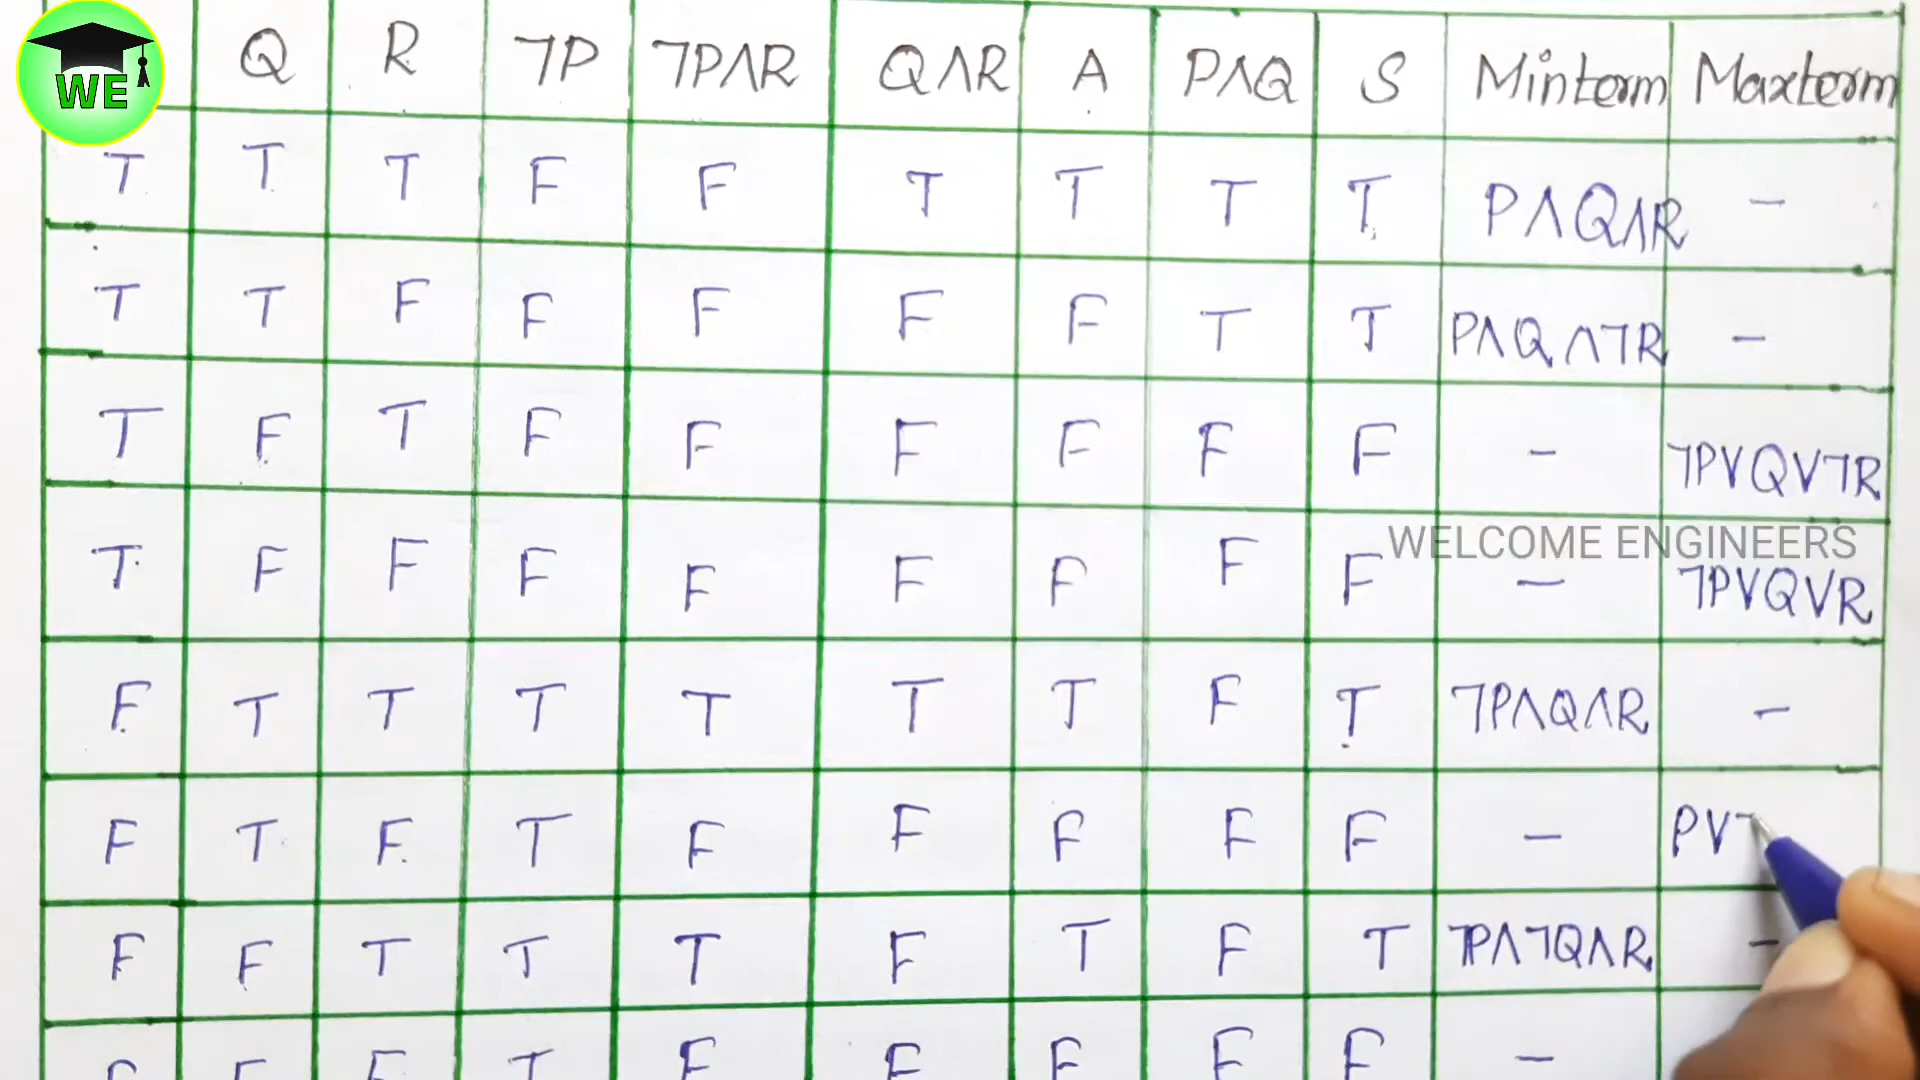 WE
Q R ¬P ¬P∧R Q∧R A P∧Q S Minterm Maxterm
T T T F F T T T T P∧Q∧R –
T T F F F F F T T P∧Q∧¬R –
T F T F F F F F F – ¬P∨Q∨¬R
WELCOME ENGINEERS
T F F F F F F F F – ¬P∨Q∨R
F T T T T T T F T ¬P∧Q∧R –
F T F T F F F F F – P∨¬
F F T T T F T F T ¬P∧¬Q∧R –
F F F T F F F F F –